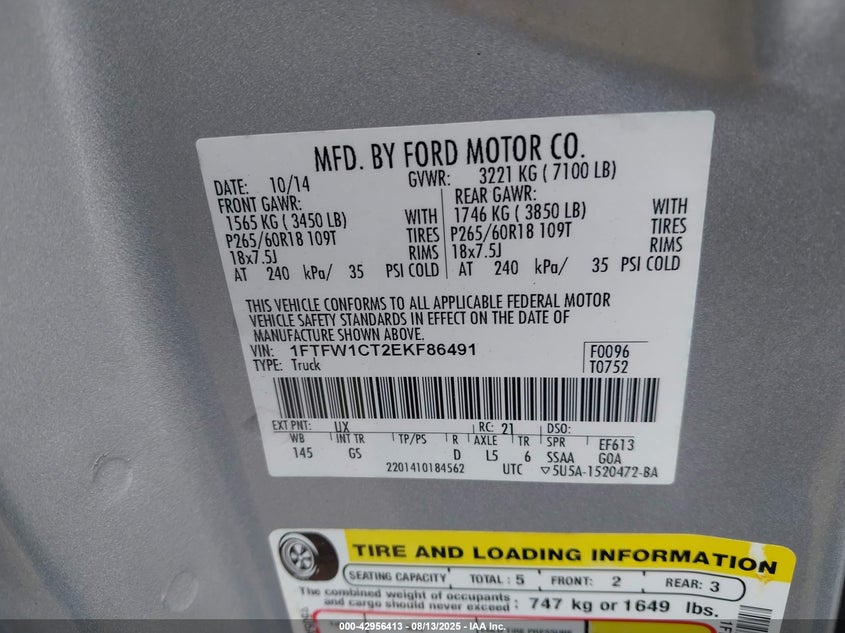 MFD. BY FORD MOTOR CO.
DATE: 10/14 GVWR: 3221 KG ( 7100 LB)
FRONT GAWR: REAR GAWR:
1565 KG ( 3450 LB) WITH 1746 KG ( 3850 LB) WITH
P265/60R18 109T TIRES P265/60R18 109T TIRES
18x7.5J RIMS 18x7.5J RIMS
AT 240 kPa/ 35 PSI COLD AT 240 kPa/ 35 PSI COLD
THIS VEHICLE CONFORMS TO ALL APPLICABLE FEDERAL MOTOR
VEHICLE SAFETY STANDARDS IN EFFECT ON THE DATE OF
MANUFACTURE SHOWN ABOVE.
VIN: 1FTFW1CT2EKF86491 F0096
TYPE: Truck T0752
EXT PNT: UX RC: 21 DSO:
WB INT TR TP/PS R AXLE TR SPR EF613
145 GS D L5 6 SSAA GOA
2201410184562 UTC ▽5U5A-1520472-BA
TIRE AND LOADING INFORMATION
SEATING CAPACITY TOTAL : 5 FRONT: 2 REAR: 3
The combined weight of occupants
and cargo should never exceed : 747 kg or 1649 lbs.
000-42956413 - 08/13/2025 - IAA Inc.